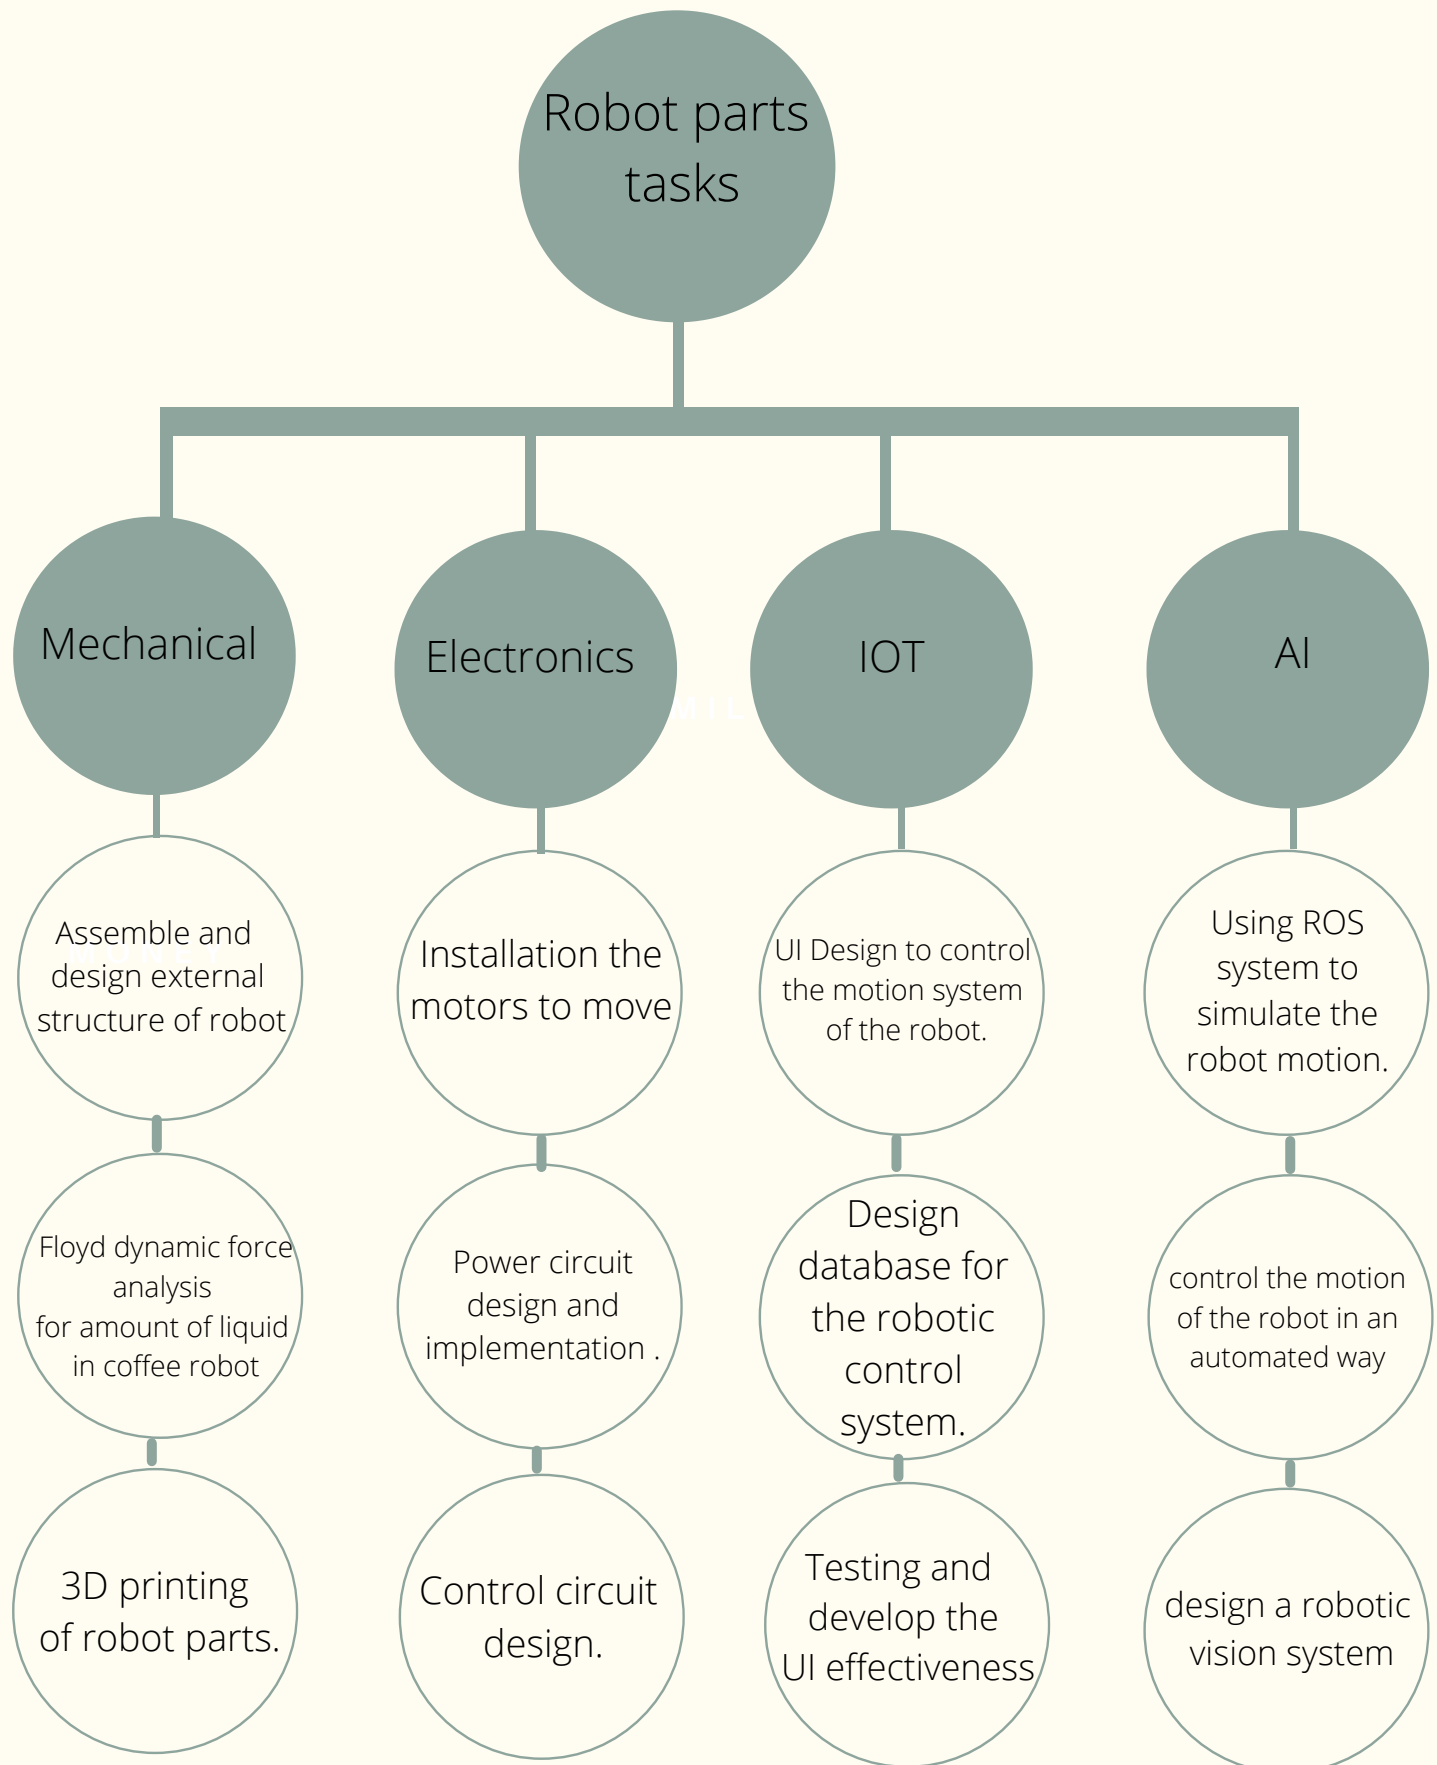 Robot parts
tasks
Mechanical
Electronics
IOT
AI
MIL
Assemble and
design external
structure of robot
Installation the
motors to move
UI Design to control
the motion system
of the robot.
Using ROS
system to
simulate the
robot motion.
Floyd dynamic force
analysis
for amount of liquid
in coffee robot
Power circuit
design and
implementation .
Design
database for
the robotic
control
system.
control the motion
of the robot in an
automated way
3D printing
of robot parts.
Control circuit
design.
Testing and
develop the
UI effectiveness
design a robotic
vision system